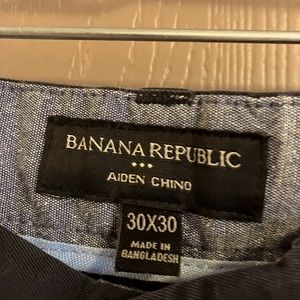 BANANA REPUBLIC
AIDEN CHINO
30X30
MADE IN
BANGLADESH